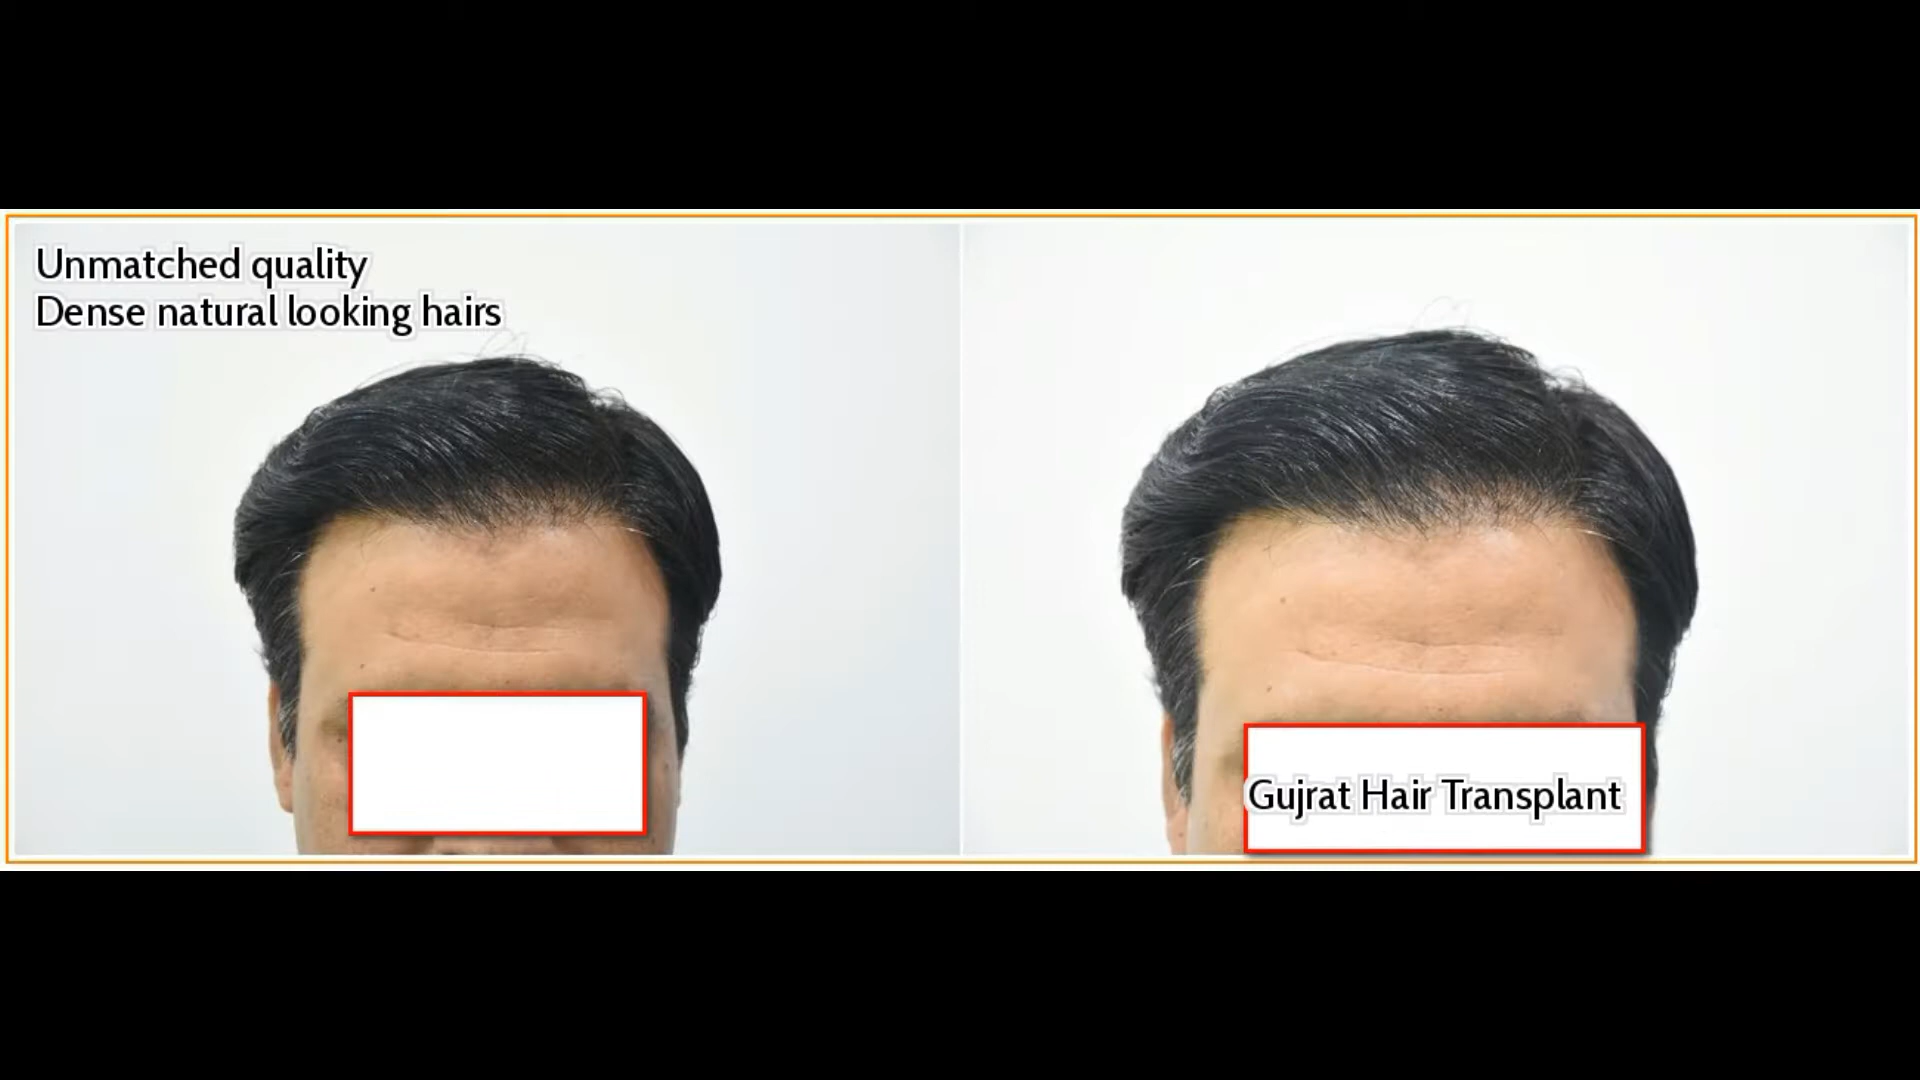 Unmatched quality
Dense natural looking hairs
Gujrat Hair Transplant